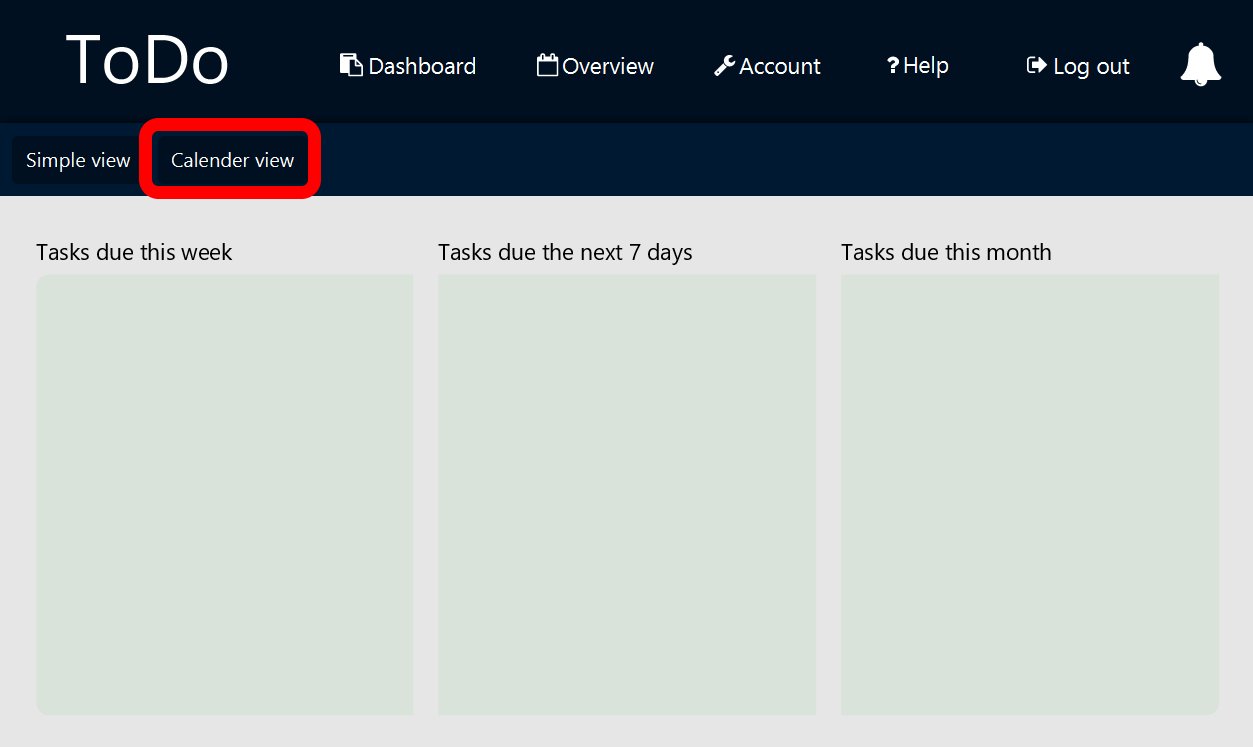 ToDo
Dashboard
Overview
Account
? Help
Log out
Simple view
Calender view
Tasks due this week
Tasks due the next 7 days
Tasks due this month